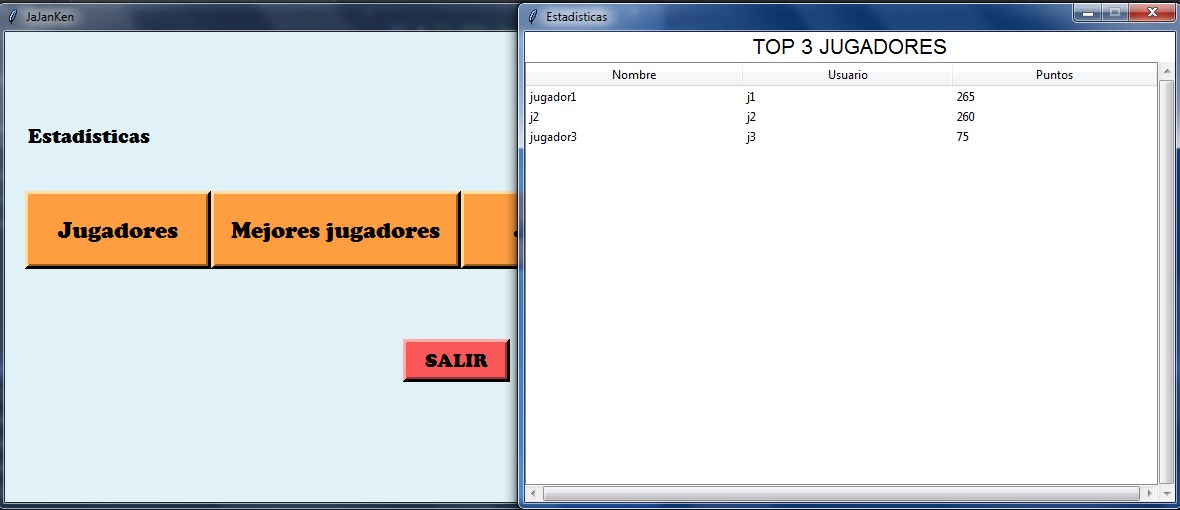 JaJanKen
Estadísticas
Jugadores
Mejores jugadores
SALIR
Estadisticas
TOP 3 JUGADORES
Nombre Usuario Puntos
jugador1 j1 265
j2 j2 260
jugador3 j3 75